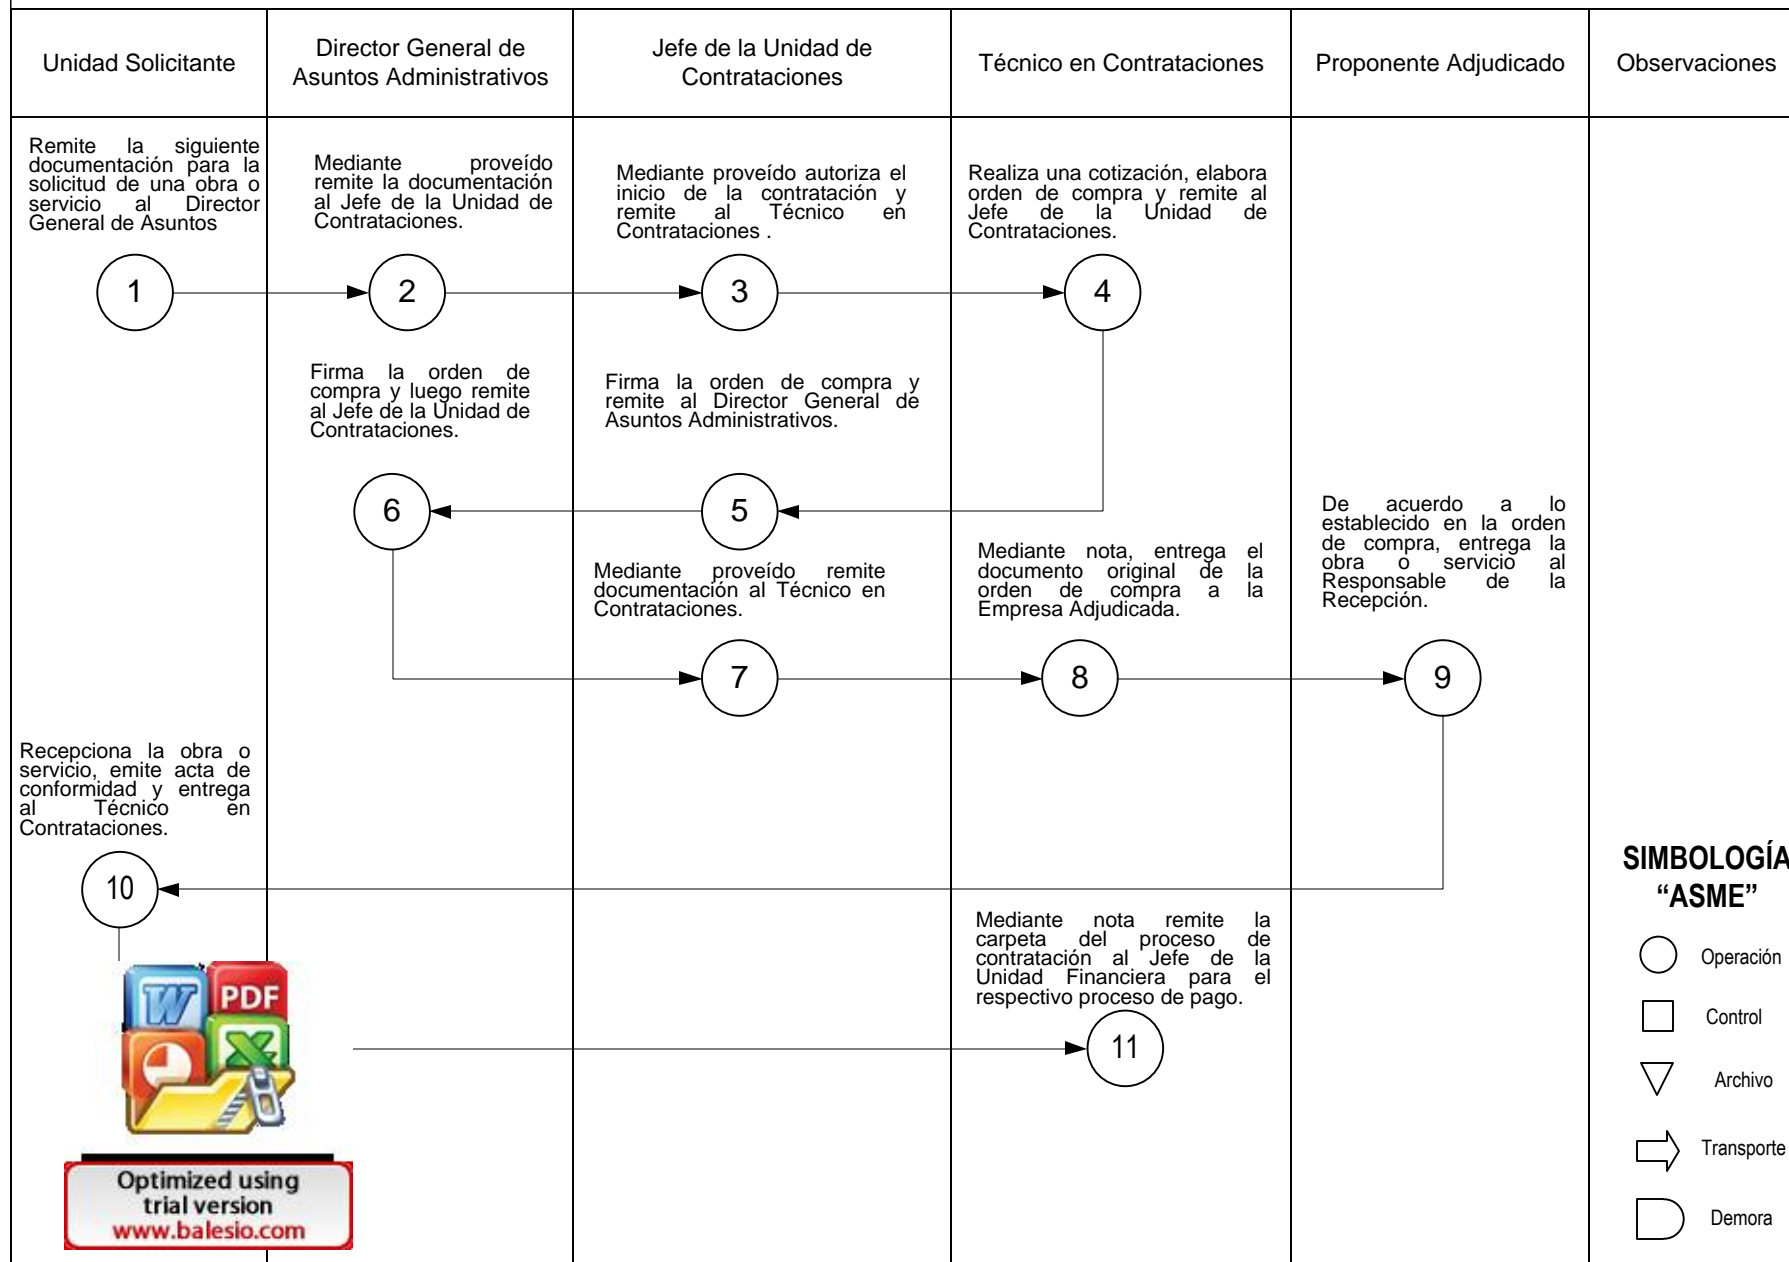 Unidad Solicitante
Director General de
Asuntos Administrativos
Jefe de la Unidad de
Contrataciones
Técnico en Contrataciones
Proponente Adjudicado
Observaciones
Remite la siguiente
documentación para la
solicitud de una obra o
servicio al Director
General de Asuntos
Mediante proveído
remite la documentación
al Jefe de la Unidad de
Contrataciones.
Mediante proveído autoriza el
inicio de la contratación y
remite al Técnico en
Contrataciones .
Realiza una cotización, elabora
orden de compra y remite al
Jefe de la Unidad de
Contrataciones.
1
2
3
4
Firma la orden de
compra y luego remite
al Jefe de la Unidad de
Contrataciones.
Firma la orden de compra y
remite al Director General de
Asuntos Administrativos.
6
5
De acuerdo a lo
establecido en la orden
de compra, entrega la
obra o servicio al
Responsable de la
Recepción.
Mediante proveído remite
documentación al Técnico en
Contrataciones.
Mediante nota, entrega el
documento original de la
orden de compra a la
Empresa Adjudicada.
7
8
9
Recepciona la obra o
servicio, emite acta de
conformidad y entrega
al Técnico en
Contrataciones.
10
Mediante nota remite la
carpeta del proceso de
contratación al Jefe de la
Unidad Financiera para el
respectivo proceso de pago.
11
SIMBOLOGÍA
“ASME”
Operación
Control
Archivo
Transporte
Demora
W
PDF
X
Optimized using
trial version
www.balesio.com